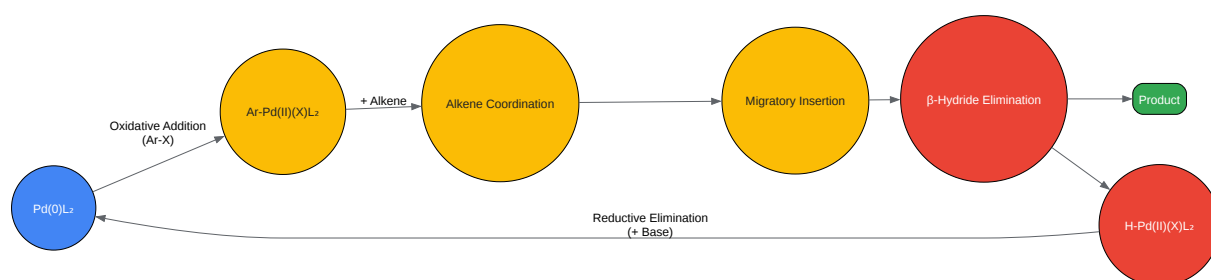 Oxidative Addition
(Ar-X)
Pd(0)L₂
Ar-Pd(II)(X)L₂
+ Alkene
Alkene Coordination
Migratory Insertion
β-Hydride Elimination
Product
H-Pd(II)(X)L₂
Reductive Elimination
(+ Base)